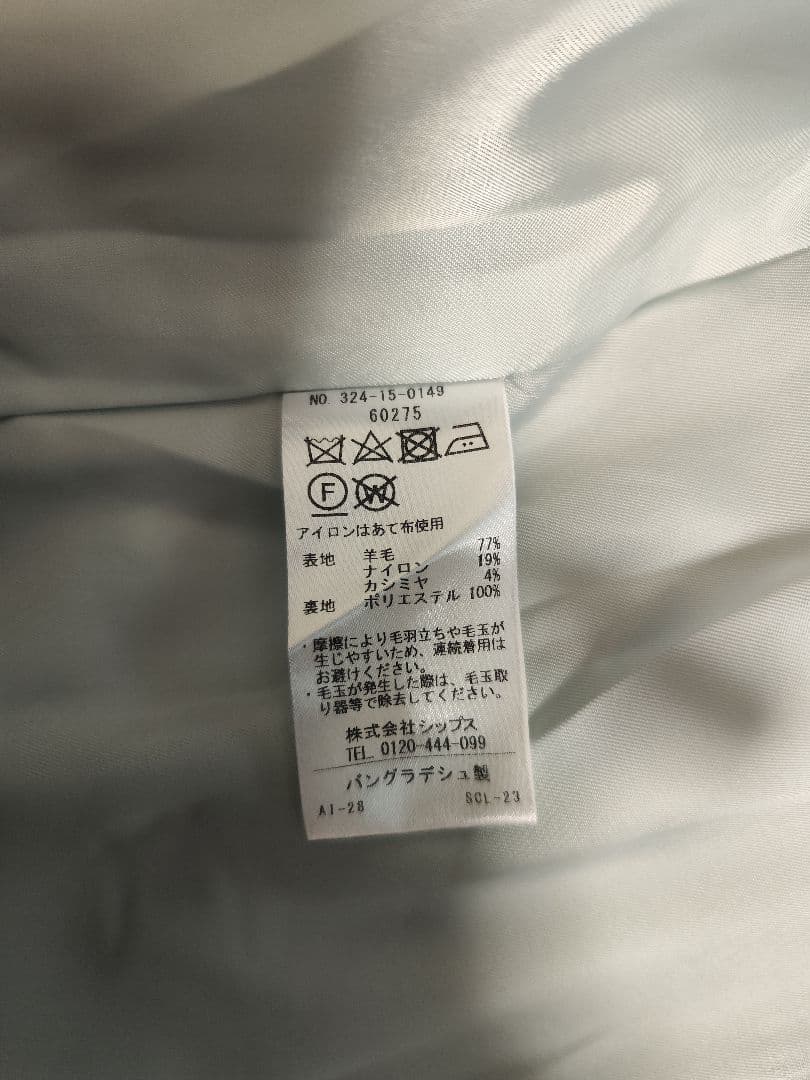 NO. 324-15-0149
60275
F W
アイロンはあて布使用
表地 羊毛 77%
ナイロン 19%
カシミヤ 4%
裏地 ポリエステル 100%
・摩擦により毛羽立ちや毛玉が
生じやすいため、連続着用は
お避けください。
・毛玉が発生した際は、毛玉取
り器等で除去してください。
株式会社シップス
TEL. 0120-444-099
バングラデシュ製
AI-28 SCL-23